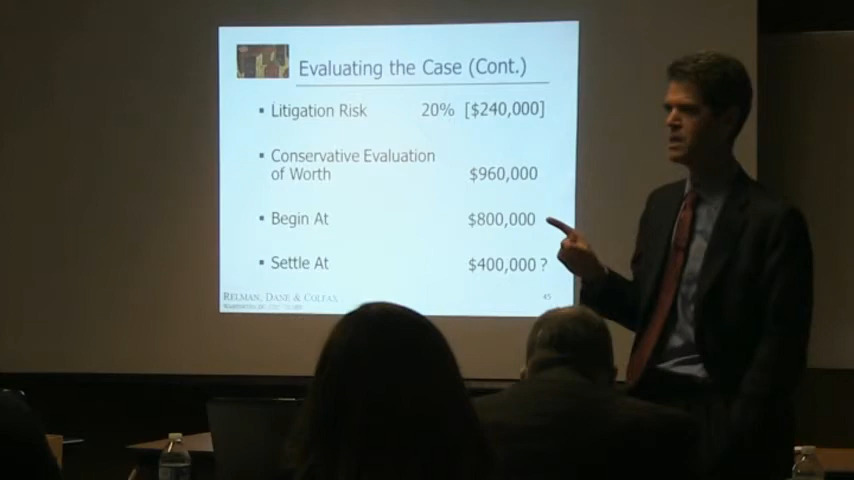 Evaluating the Case (Cont.)
▪ Litigation Risk 20% [$240,000]
▪ Conservative Evaluation
of Worth $960,000
▪ Begin At $800,000
▪ Settle At $400,000 ?
RELMAN, DANE & COLFAX
45